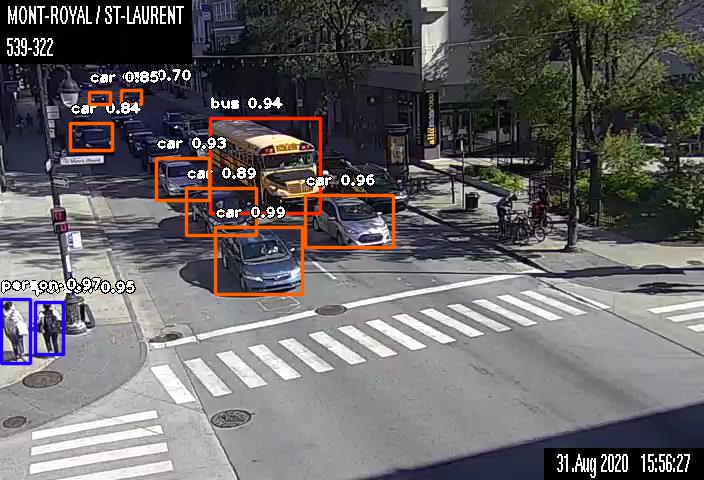 MONT-ROYAL / ST-LAURENT
539-322
car 0.85 0.70
car 0.84
bus 0.94
car 0.93
car 0.89
car 0.96
car 0.99
person 0.97 0.95
31.Aug 2020 15:56:27